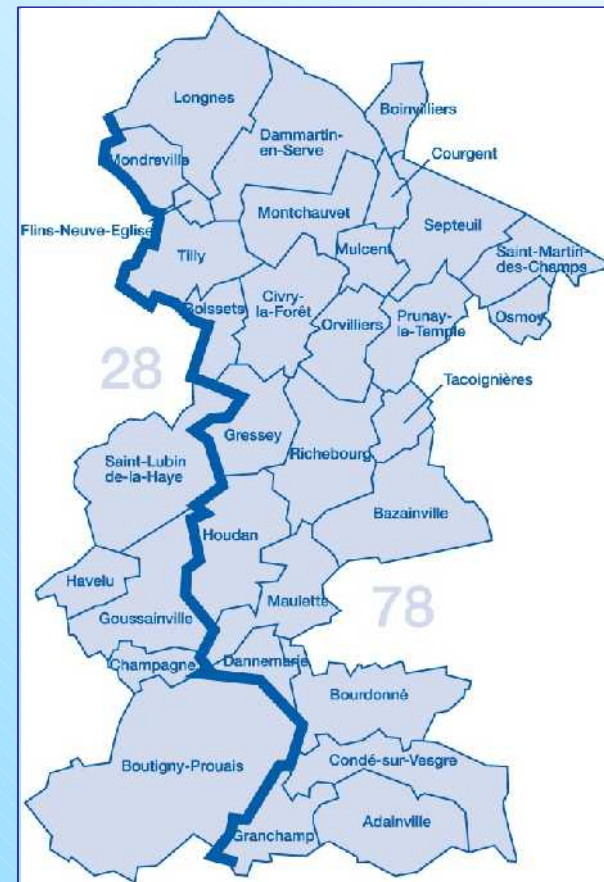 Longnes
Boinvilliers
Dammartin-
en-Serve
Courgent
Mondreville
Montchauvet
Septeuil
Flins-Neuve-Eglise
Tilly
Mulcent
Saint-Martin
des-Champs
Boissets
Civry-
la-Forêt
Orvilliers
Prunay-
le-Temple
Osmoy
28
Tacoignières
Gressey
Richebourg
Saint-Lubin
de-la-Haye
Bazainville
Houdan
Havelu
Maulette
78
Goussainville
Champagne
Dannemarie
Bourdonné
Boutigny-Prouais
Condé-sur-Vesgre
Granchamp
Adainville